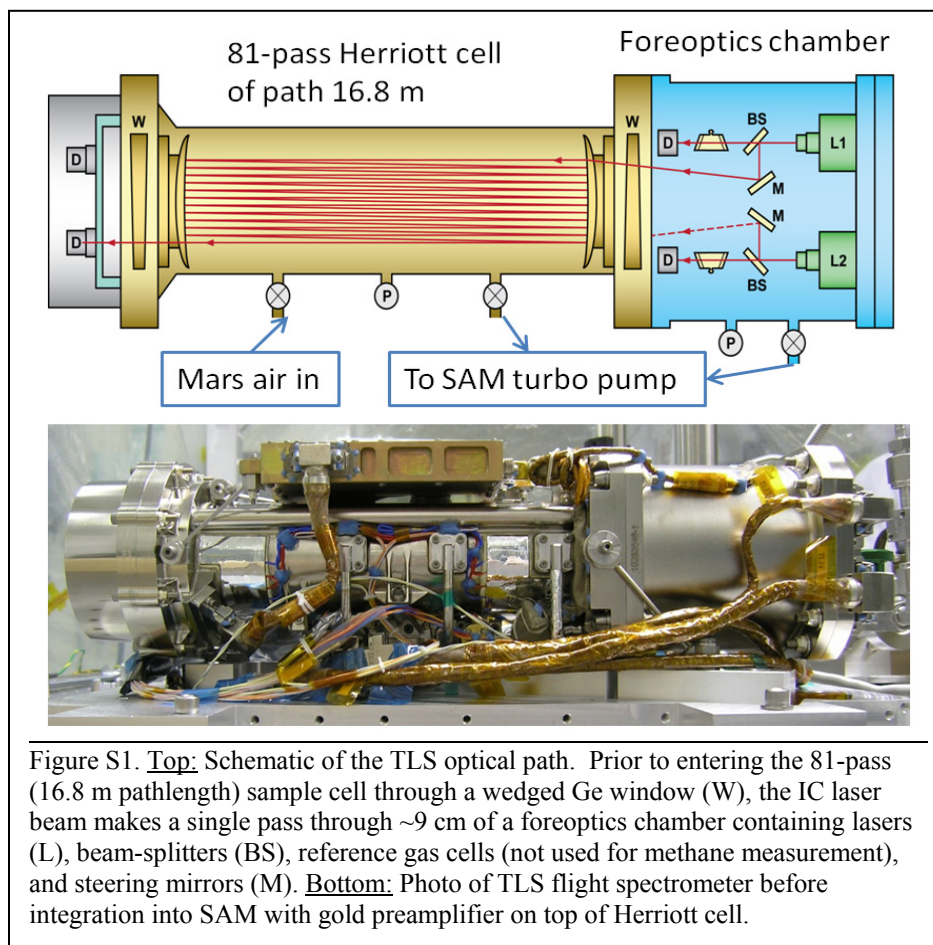 81-pass Herriott cell
of path 16.8 m
Foreoptics chamber
W
W
BS
D
D
L1
M
M
D
D
L2
BS
P
P
Mars air in
To SAM turbo pump
Figure S1. Top: Schematic of the TLS optical path. Prior to entering the 81-pass
(16.8 m pathlength) sample cell through a wedged Ge window (W), the IC laser
beam makes a single pass through ~9 cm of a foreoptics chamber containing lasers
(L), beam-splitters (BS), reference gas cells (not used for methane measurement),
and steering mirrors (M). Bottom: Photo of TLS flight spectrometer before
integration into SAM with gold preamplifier on top of Herriott cell.